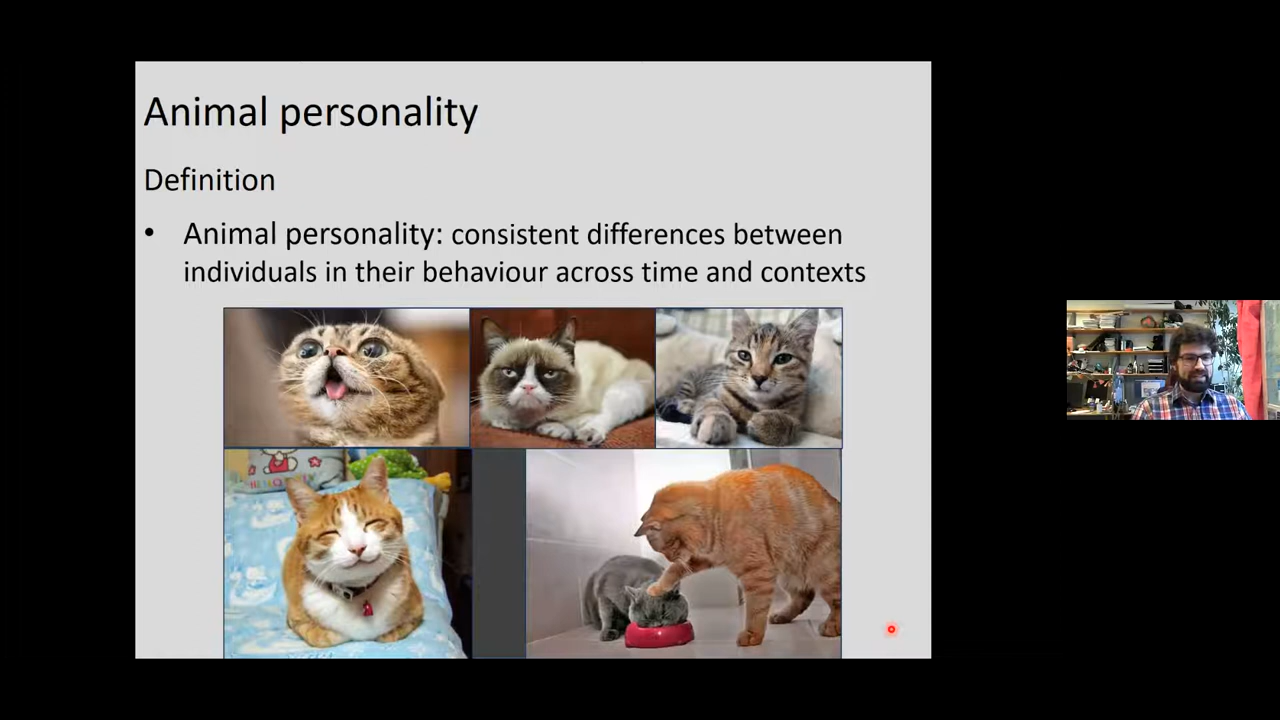 Animal personality
Definition
• Animal personality: consistent differences between
individuals in their behaviour across time and contexts